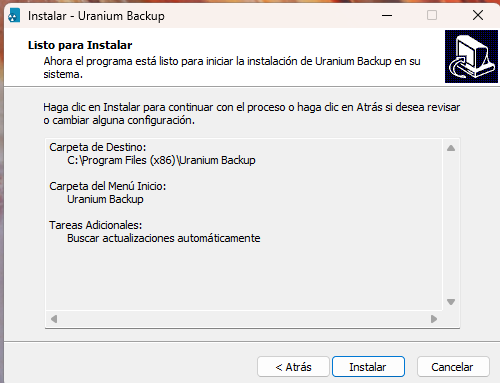 Instalar - Uranium Backup
Listo para Instalar
Ahora el programa está listo para iniciar la instalación de Uranium Backup en su
sistema.
Haga clic en Instalar para continuar con el proceso o haga clic en Atrás si desea revisar
o cambiar alguna configuración.
Carpeta de Destino:
C:\Program Files (x86)\Uranium Backup
Carpeta del Menú Inicio:
Uranium Backup
Tareas Adicionales:
Buscar actualizaciones automáticamente
< Atrás
Instalar
Cancelar